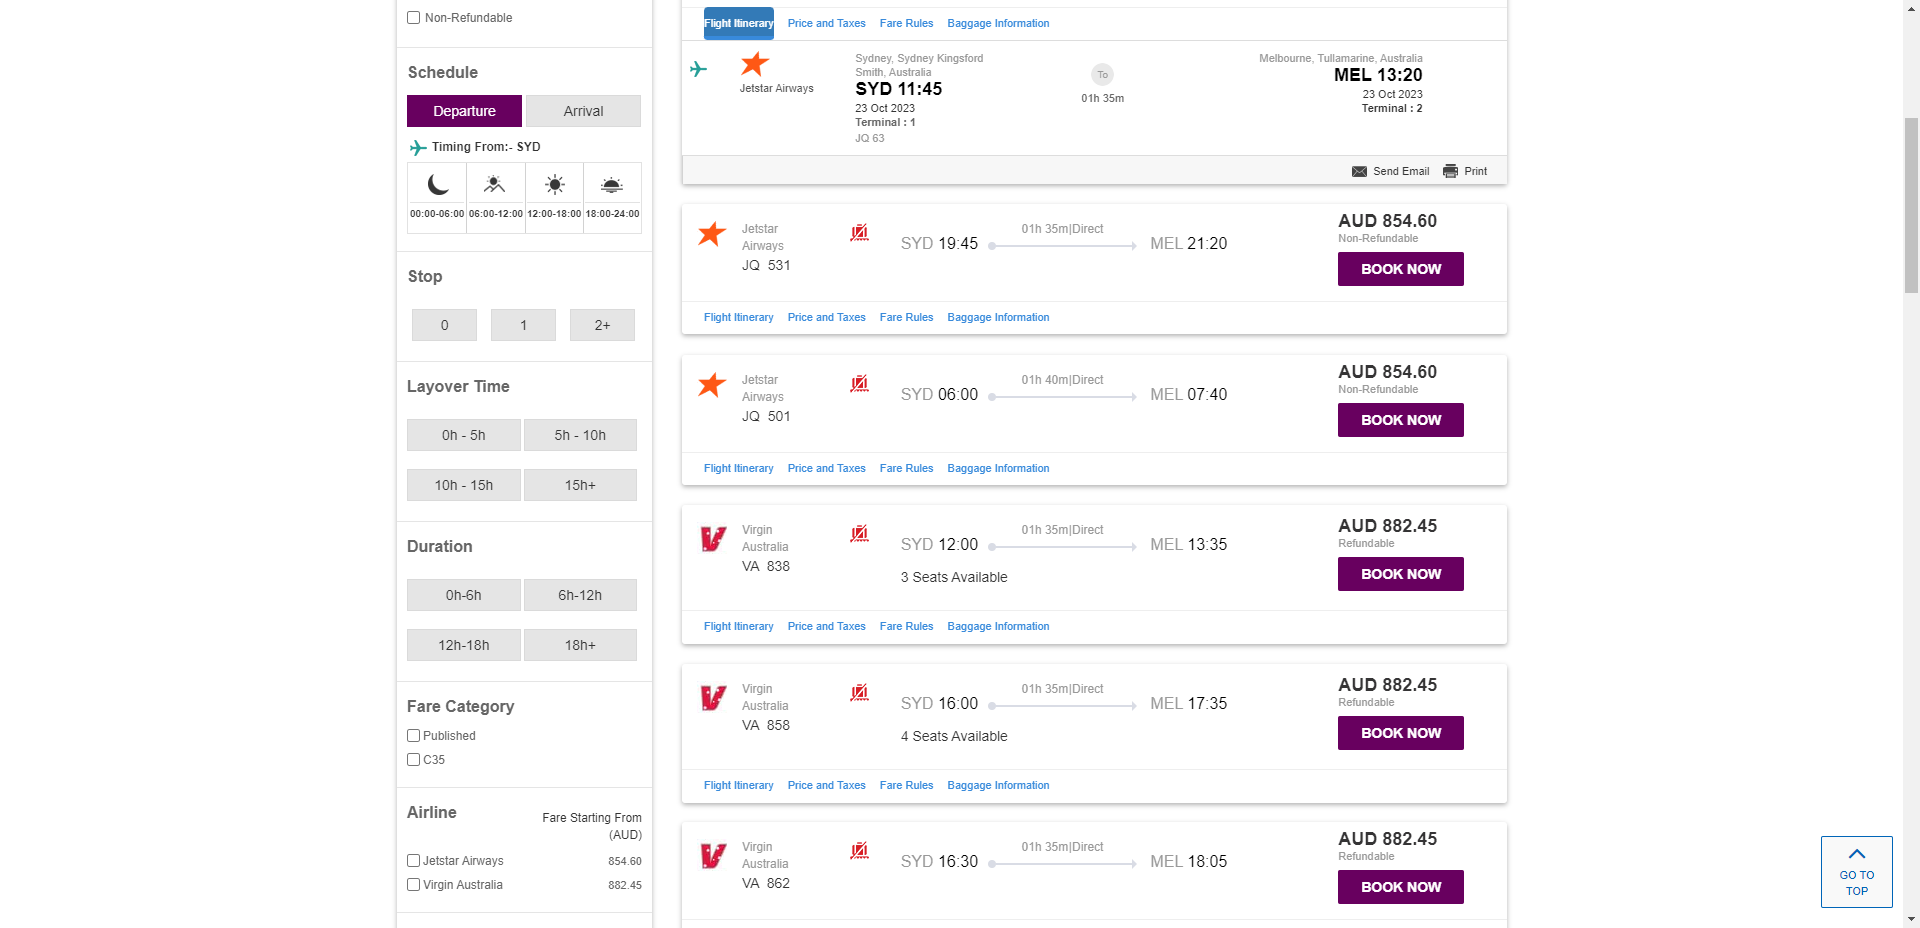 Non-Refundable
Schedule
Departure Arrival
Timing From:- SYD
00:00-06:00 06:00-12:00 12:00-18:00 18:00-24:00
Stop
0 1 2+
Layover Time
0h - 5h 5h - 10h
10h - 15h 15h+
Duration
0h-6h 6h-12h
12h-18h 18h+
Fare Category
Published
C35
Airline
Fare Starting From
(AUD)
Jetstar Airways 854.60
Virgin Australia 882.45
Flight Itinerary Price and Taxes Fare Rules Baggage Information
Jetstar Airways
Sydney, Sydney Kingsford
Smith, Australia
SYD 11:45
23 Oct 2023
Terminal : 1
JQ 63
To
01h 35m
Melbourne, Tullamarine, Australia
MEL 13:20
23 Oct 2023
Terminal : 2
Send Email Print
Jetstar
Airways
JQ 531
SYD 19:45
01h 35m|Direct
MEL 21:20
AUD 854.60
Non-Refundable
BOOK NOW
Flight Itinerary Price and Taxes Fare Rules Baggage Information
Jetstar
Airways
JQ 501
SYD 06:00
01h 40m|Direct
MEL 07:40
AUD 854.60
Non-Refundable
BOOK NOW
Flight Itinerary Price and Taxes Fare Rules Baggage Information
Virgin
Australia
VA 838
SYD 12:00
01h 35m|Direct
MEL 13:35
3 Seats Available
AUD 882.45
Refundable
BOOK NOW
Flight Itinerary Price and Taxes Fare Rules Baggage Information
Virgin
Australia
VA 858
SYD 16:00
01h 35m|Direct
MEL 17:35
4 Seats Available
AUD 882.45
Refundable
BOOK NOW
Flight Itinerary Price and Taxes Fare Rules Baggage Information
Virgin
Australia
VA 862
SYD 16:30
01h 35m|Direct
MEL 18:05
AUD 882.45
Refundable
BOOK NOW
GO TO
TOP